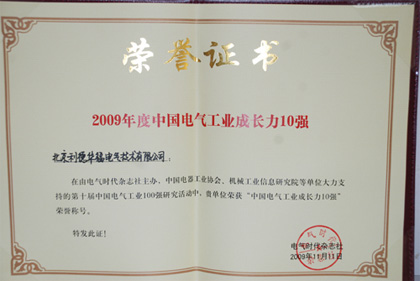 荣誉证书
2009年度中国电气工业成长力10强
北京利德华福电气技术有限公司:
在由电气时代杂志社主办、中国电器工业协会、机械工业信息研究院等单位大力支
持的第十届中国电气工业100强研究活动中,贵单位荣获“中国电气工业成长力10强”
荣誉称号。
特发此证!
电气时代杂志社
2009年11月11日